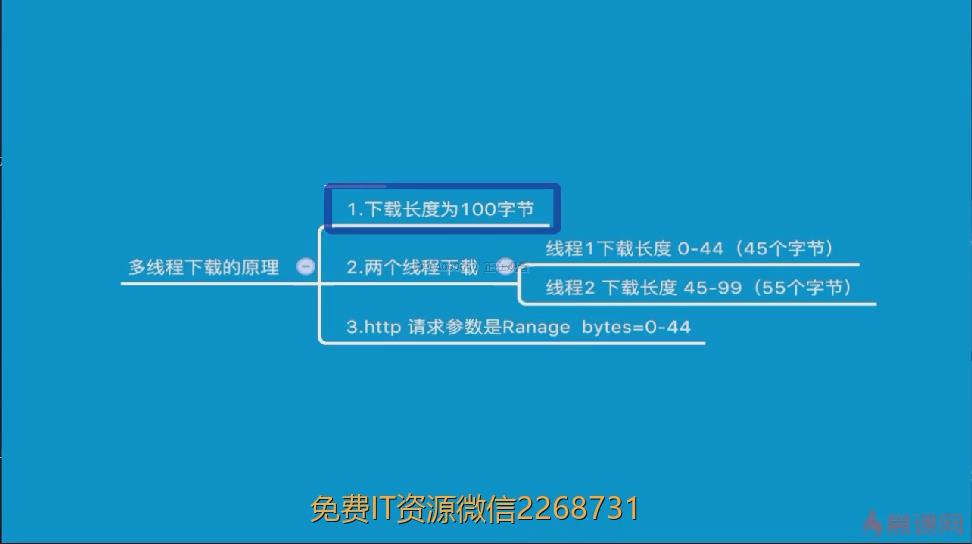 1.下载长度为100字节
多线程下载的原理
2.两个线程下载
线程1下载长度 0-44（45个字节）
线程2 下载长度 45-99（55个字节）
3.http 请求参数是Ranage bytes=0-44
免费IT资源微信2268731
慕课网